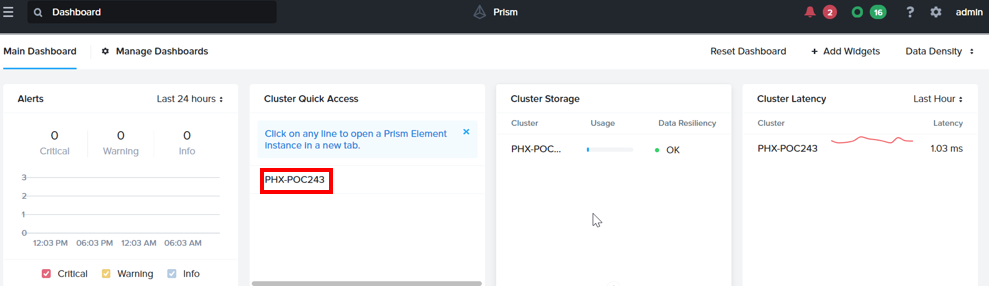 Dashboard
Prism
2
16
?
admin
Main Dashboard
Manage Dashboards
Reset Dashboard
+ Add Widgets
Data Density
Alerts
Last 24 hours
0
0
0
Critical
Warning
Info
3
2
1
0
12:03 PM 06:03 PM 12:03 AM 06:03 AM
Critical
Warning
Info
Cluster Quick Access
Click on any line to open a Prism Element
instance in a new tab.
PHX-POC243
Cluster Storage
Cluster Usage Data Resiliency
PHX-POC... OK
Cluster Latency
Last Hour
Cluster Latency
PHX-POC243 1.03 ms